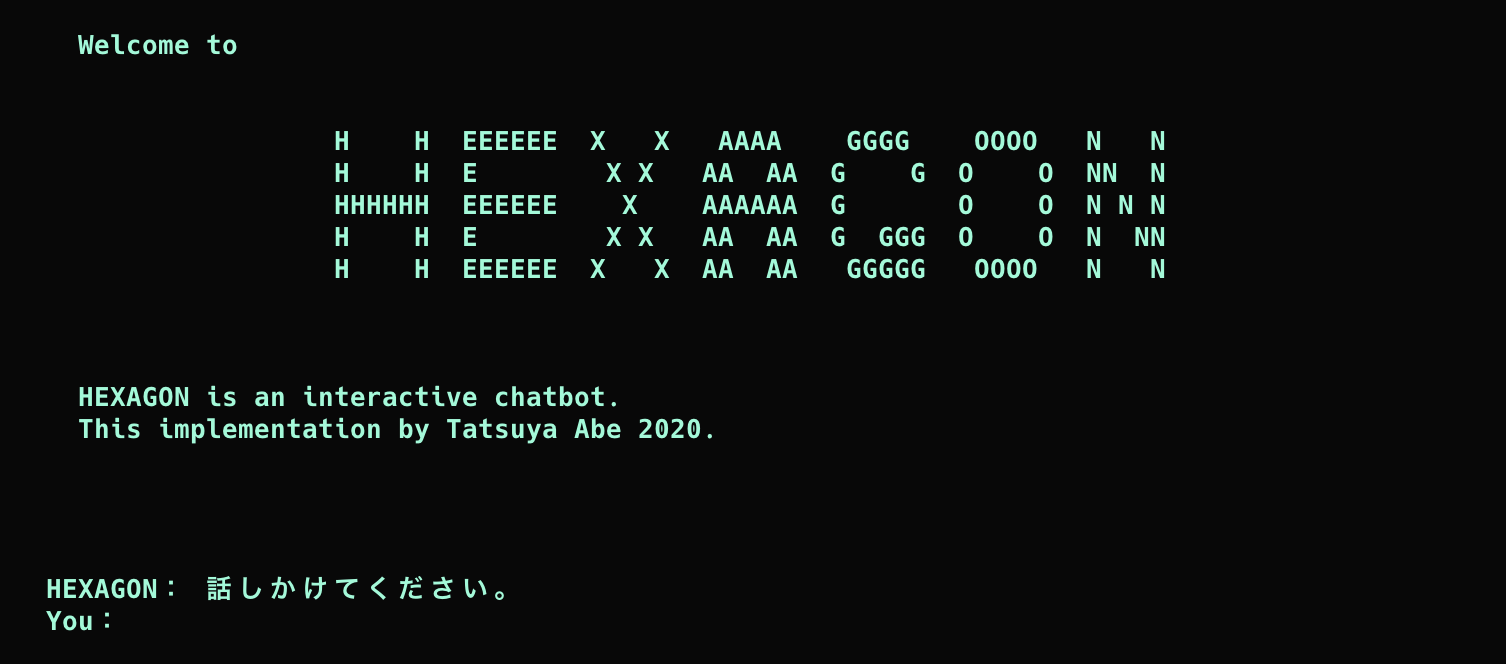 Welcome to
H    H  EEEEEE  X   X   AAAA    GGGG    OOOO   N   N
H    H  E        X X   AA  AA  G    G  O    O  NN  N
HHHHHH  EEEEEE    X    AAAAAA  G       O    O  N N N
H    H  E        X X   AA  AA  G  GGG  O    O  N  NN
H    H  EEEEEE  X   X  AA  AA   GGGGG   OOOO   N   N
HEXAGON is an interactive chatbot.
This implementation by Tatsuya Abe 2020.
HEXAGON： 話しかけてください。
You：